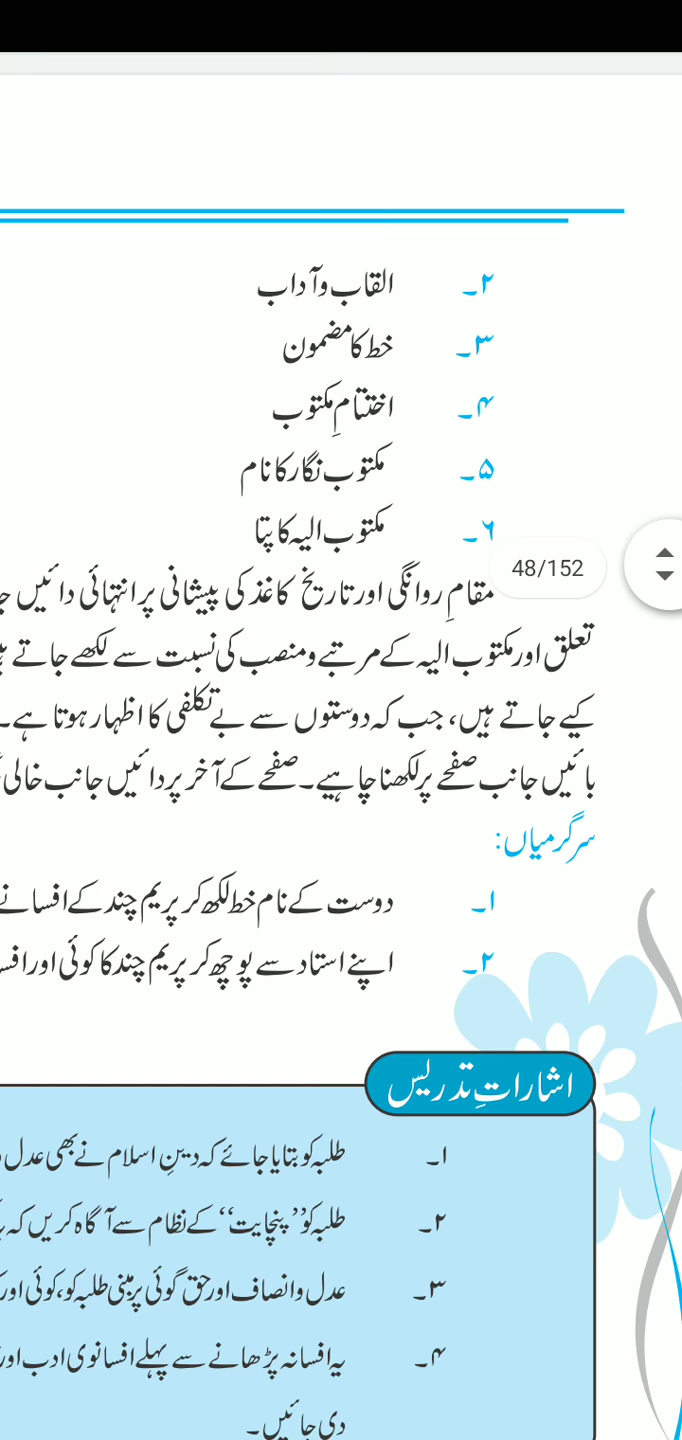 ۲۔ القاب و آداب
۳۔ خط کا مضمون
۴۔ اختتامِ مکتوب
۵۔ مکتوب نگار کا نام
۶۔ مکتوب الیہ کا پتا
48/152
مقامِ روانگی اور تاریخ کاغذ کی پیشانی پر انتہائی دائیں
تعلق اور مکتوب الیہ کے مرتبے و منصب کی نسبت سے لکھے جاتے
کیے جاتے ہیں، جب کہ دوستوں سے بے تکلفی کا اظہار ہوتا ہے۔
بائیں جانب صفحے پر لکھنا چاہیے۔ صفحے کے آخر پر دائیں جانب خالی
سرگرمیاں:
۱۔ دوست کے نام خط لکھ کر پریم چند کے افسانے
۲۔ اپنے استاد سے پوچھ کر پریم چند کا کوئی اور
اشاراتِ تدریس
۱۔ طلبہ کو بتایا جائے کہ دینِ اسلام نے بھی عدل
۲۔ طلبہ کو ’’پنچایت‘‘ کے نظام سے آگاہ کریں کہ
۳۔ عدل و انصاف اور حق گوئی پر مبنی طلبہ کو، کوئی اور
۴۔ یہ افسانہ پڑھانے سے پہلے افسانوی ادب اور
دی جائیں۔